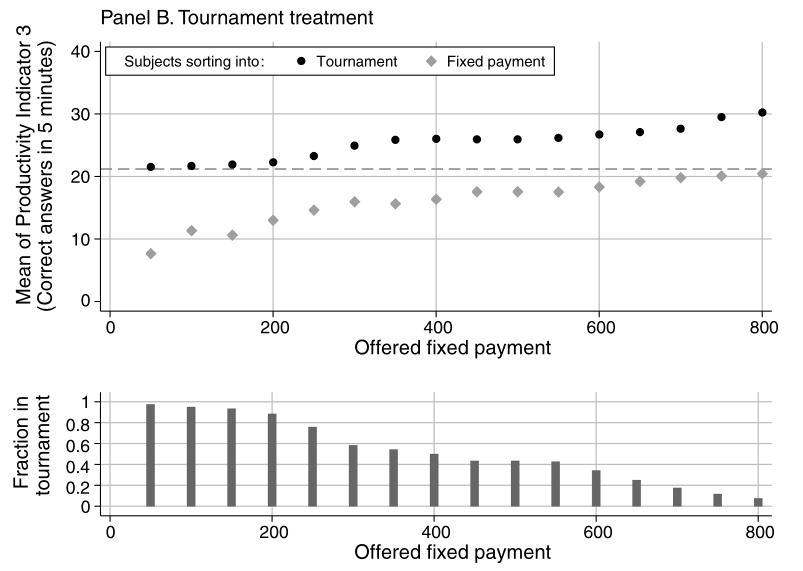 Panel B. Tournament treatment
Mean of Productivity Indicator 3
(Correct answers in 5 minutes)
40
30
20
10
0
Subjects sorting into:
Tournament
Fixed payment
0
200
400
600
800
Offered fixed payment
Fraction in
tournament
1
0.8
0.6
0.4
0.2
0
0
200
400
600
800
Offered fixed payment